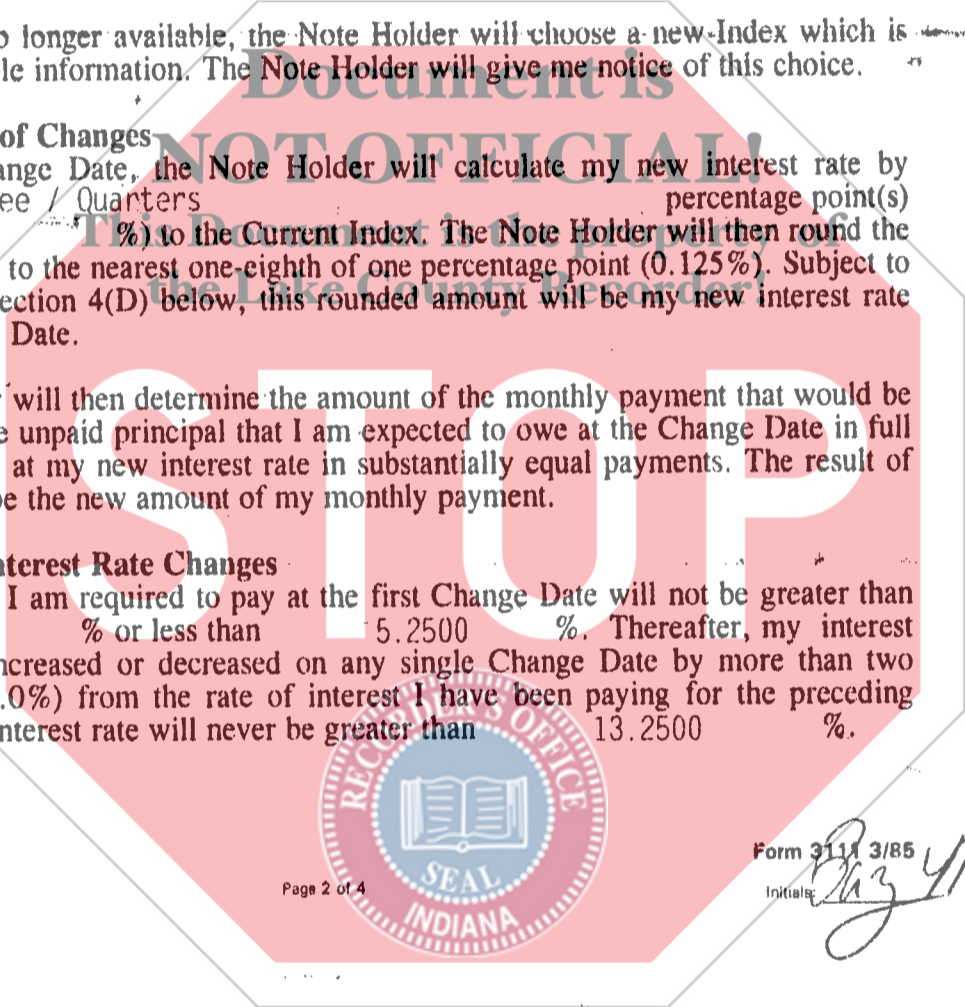 longer available, the Note Holder will choose a new Index which is
le information. The Note Holder will give me notice of this choice.
Document is
of Changes
NOT OFFICIAL!
ange Date, the Note Holder will calculate my new interest rate by
ee / Quarters percentage point(s)
This Document is the property of
%) to the Current Index. The Note Holder will then round the
to the nearest one-eighth of one percentage point (0.125%). Subject to
the Lake County Recorder!
ection 4(D) below, this rounded amount will be my new interest rate
Date.
will then determine the amount of the monthly payment that would be
e unpaid principal that I am expected to owe at the Change Date in full
at my new interest rate in substantially equal payments. The result of
be the new amount of my monthly payment.
STOP
nterest Rate Changes
I am required to pay at the first Change Date will not be greater than
% or less than 5.2500 %. Thereafter, my interest
ncreased or decreased on any single Change Date by more than two
.0%) from the rate of interest I have been paying for the preceding
nterest rate will never be greater than 13.2500 %.
RECORDER'S OFFICE
SEAL
INDIANA
Form 3111 3/85
Page 2 of 4
Initials: